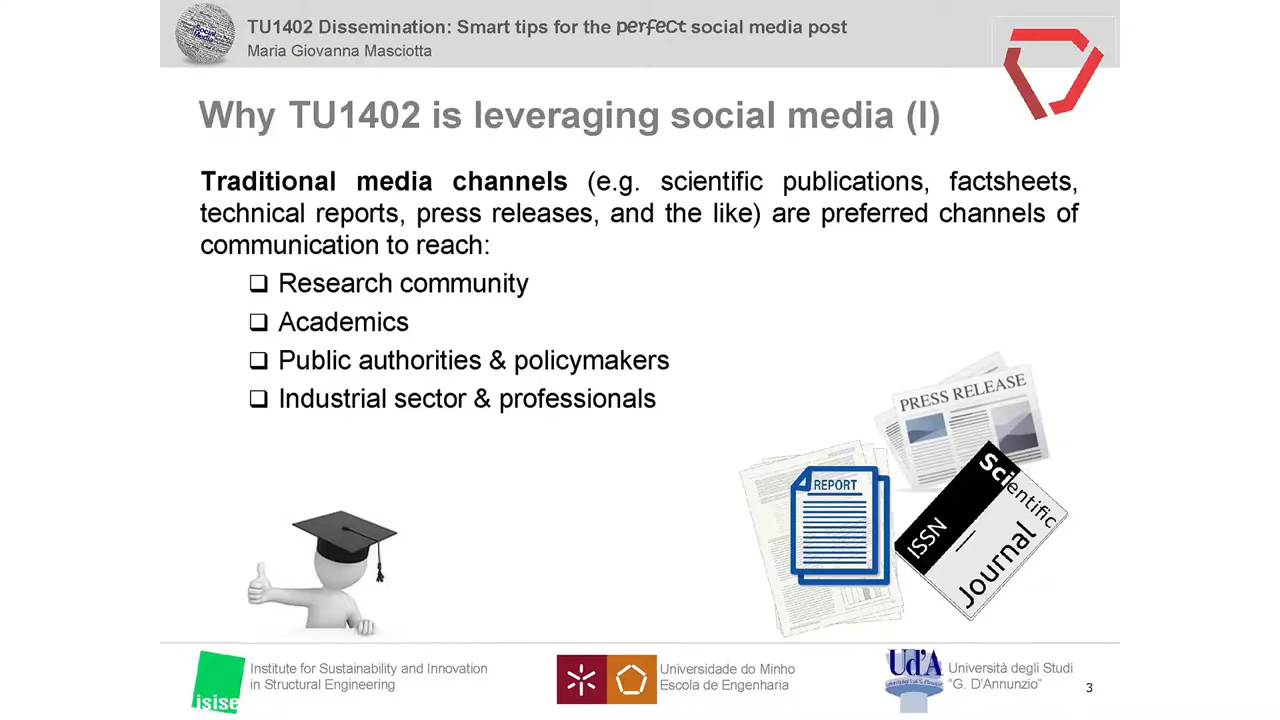 Social Media
TU1402 Dissemination: Smart tips for the perfect social media post
Maria Giovanna Masciotta
Why TU1402 is leveraging social media (I)
Traditional media channels (e.g. scientific publications, factsheets,
technical reports, press releases, and the like) are preferred channels of
communication to reach:
❑ Research community
❑ Academics
❑ Public authorities & policymakers
❑ Industrial sector & professionals
PRESS RELEASE
REPORT
Scientific
ISSN
Journal
isise
Institute for Sustainability and Innovation
in Structural Engineering
Universidade do Minho
Escola de Engenharia
Ud'A
Università degli Studi
"G. D'Annunzio"
3